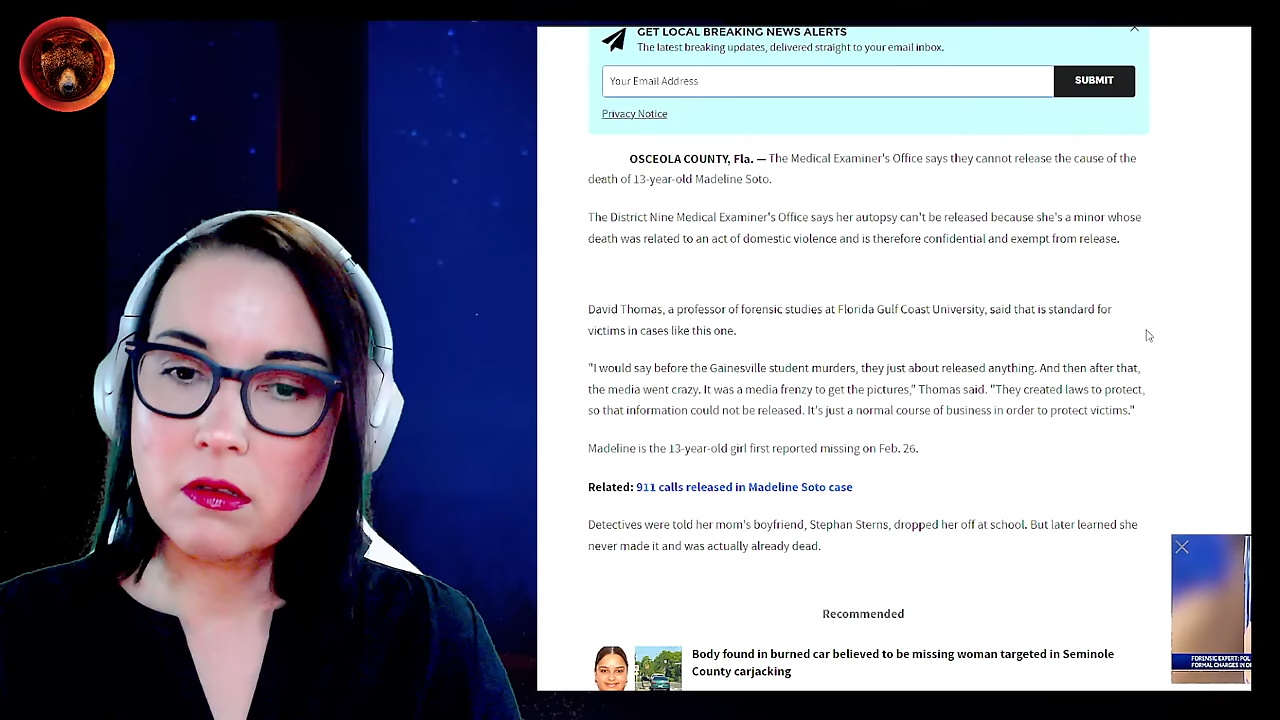 GET LOCAL BREAKING NEWS ALERTS
The latest breaking updates, delivered straight to your email inbox.
Your Email Address
SUBMIT
Privacy Notice
OSCEOLA COUNTY, Fla. — The Medical Examiner's Office says they cannot release the cause of the
death of 13-year-old Madeline Soto.
The District Nine Medical Examiner's Office says her autopsy can't be released because she's a minor whose
death was related to an act of domestic violence and is therefore confidential and exempt from release.
David Thomas, a professor of forensic studies at Florida Gulf Coast University, said that is standard for
victims in cases like this one.
"I would say before the Gainesville student murders, they just about released anything. And then after that,
the media went crazy. It was a media frenzy to get the pictures," Thomas said. "They created laws to protect,
so that information could not be released. It's just a normal course of business in order to protect victims."
Madeline is the 13-year-old girl first reported missing on Feb. 26.
Related: 911 calls released in Madeline Soto case
Detectives were told her mom's boyfriend, Stephan Sterns, dropped her off at school. But later learned she
never made it and was actually already dead.
Recommended
Body found in burned car believed to be missing woman targeted in Seminole
County carjacking
FORENSIC EXPERT: POL
FORMAL CHARGES IN D